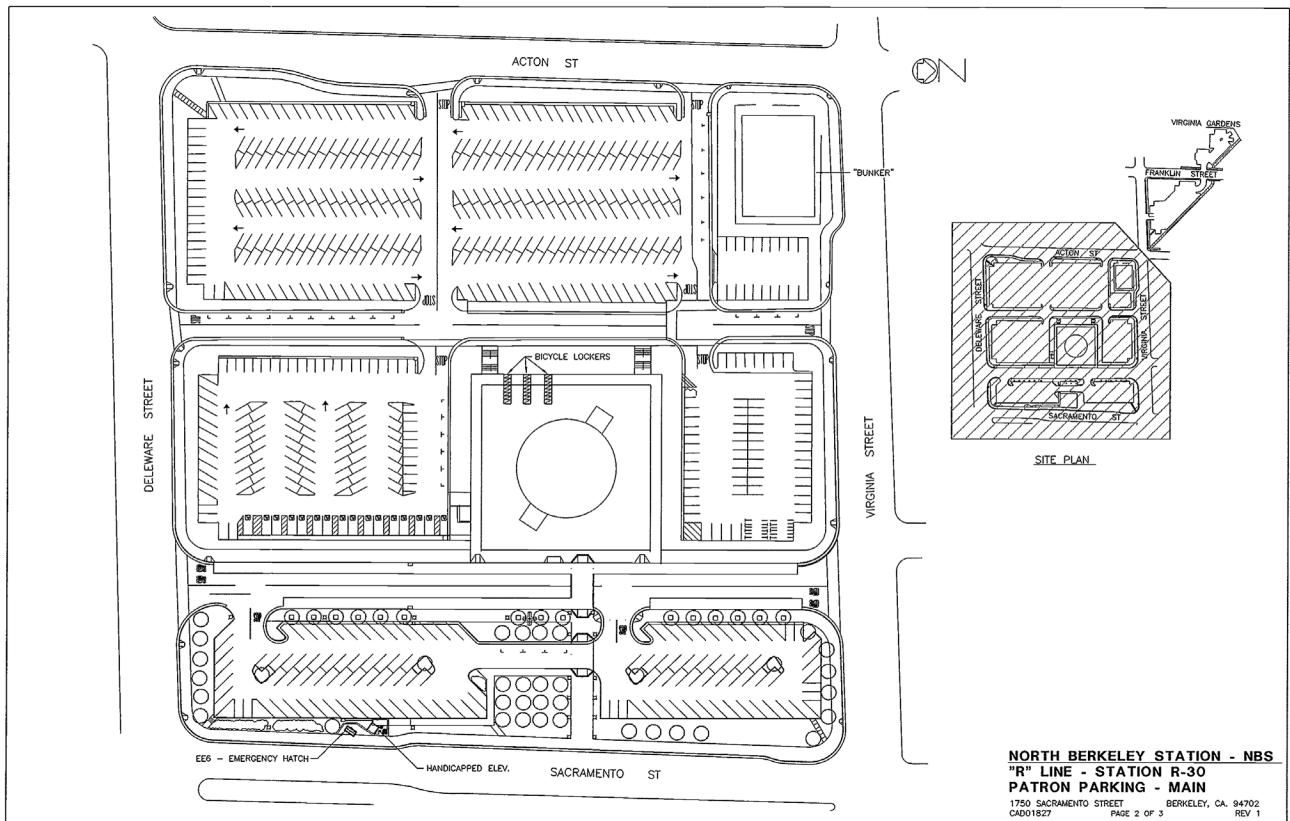 ACTON ST
N
STOP
STOP
"BUNKER"
STOP
STOP
VIRGINIA GARDENS
FRANKLIN STREET
ACTON ST
DELEWARE STREET
VIRGINIA STREET
SACRAMENTO ST
SITE PLAN
STOP
STOP
BICYCLE LOCKERS
DELEWARE STREET
VIRGINIA STREET
EE6 - EMERGENCY HATCH
HANDICAPPED ELEV.
SACRAMENTO ST
NORTH BERKELEY STATION - NBS
"R" LINE - STATION R-30
PATRON PARKING - MAIN
1750 SACRAMENTO STREET BERKELEY, CA. 94702
CAD01827 PAGE 2 OF 3 REV 1